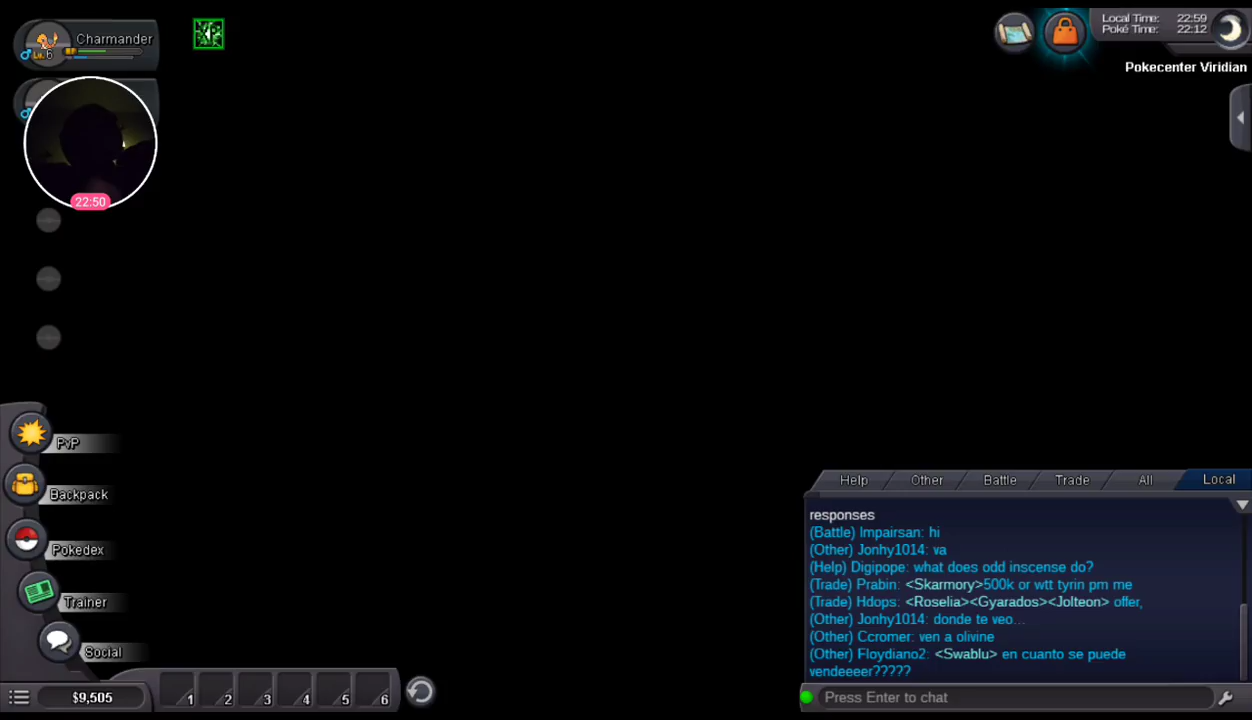 Charmander
Lv. 6
22:50
Local Time: 22:59
Poké Time: 22:12
Pokecenter Viridian
PvP
Backpack
Pokedex
Trainer
Social
$9,505
1 2 3 4 5 6
Help Other Battle Trade All Local
responses
(Battle) Impairsan: hi
(Other) Jonhy1014: va
(Help) Digipope: what does odd inscense do?
(Trade) Prabin: <Skarmory>500k or wtt tyrin pm me
(Trade) Hdops: <Roselia><Gyarados><Jolteon> offer,
(Other) Jonhy1014: donde te veo...
(Other) Ccromer: ven a olivine
(Other) Floydiano2: <Swablu> en cuanto se puede
vendeeeer?????
Press Enter to chat